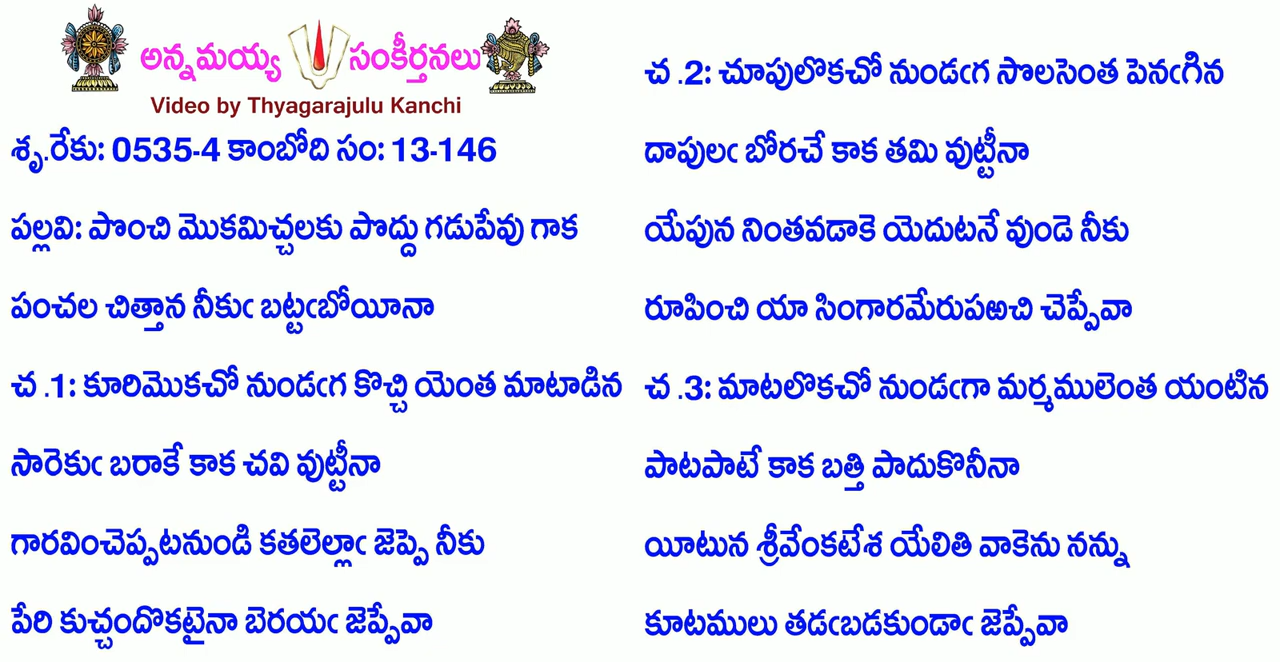 అన్నమయ్య సంకీర్తనలు
Video by Thyagarajulu Kanchi
శృ.రేకు: 0535-4 కాంబోది సం: 13-146
పల్లవి: పొంచి మొకమిచ్చలకు పొద్దు గడుపేవు గాక
పంచల చిత్తాన నీకుఁ బట్టఁబోయీనా
చ .1: కూరిమొకచో నుండఁగ కొచ్చి యెంత మాటాడిన
సారెకుఁ బరాకే కాక చవి వుట్టీనా
గారవించెప్పటనుండి కతలెల్లాఁ జెప్పె నీకు
పేరి కుచ్చందొకటైనా బెరయఁ జెప్పేవా
చ .2: చూపులొకచో నుండఁగ సొలసెంత పెనఁగిన
దాపులఁ బోరచే కాక తమి వుట్టీనా
యేపున నింతవడాకె యెదుటనే వుండె నీకు
రూపించి యా సింగారమేరుపఱచి చెప్పేవా
చ .3: మాటలొకచో నుండఁగా మర్మములెంత యంటిన
పాటపాటే కాక బత్తి పాదుకొనీనా
యీటున శ్రీవేంకటేశ యేలితి వాకెను నన్ను
కూటములు తడఁబడకుండాఁ జెప్పేవా